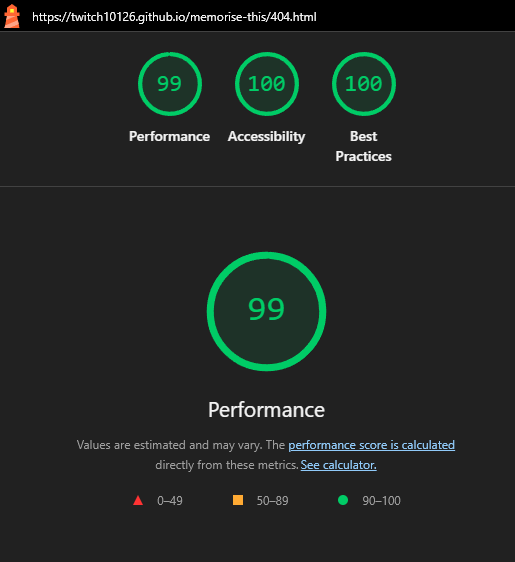 https://twitch10126.github.io/memorise-this/404.html
99 100 100
Performance Accessibility Best
Practices
99
Performance
Values are estimated and may vary. The performance score is calculated
directly from these metrics. See calculator.
0–49 50–89 90–100